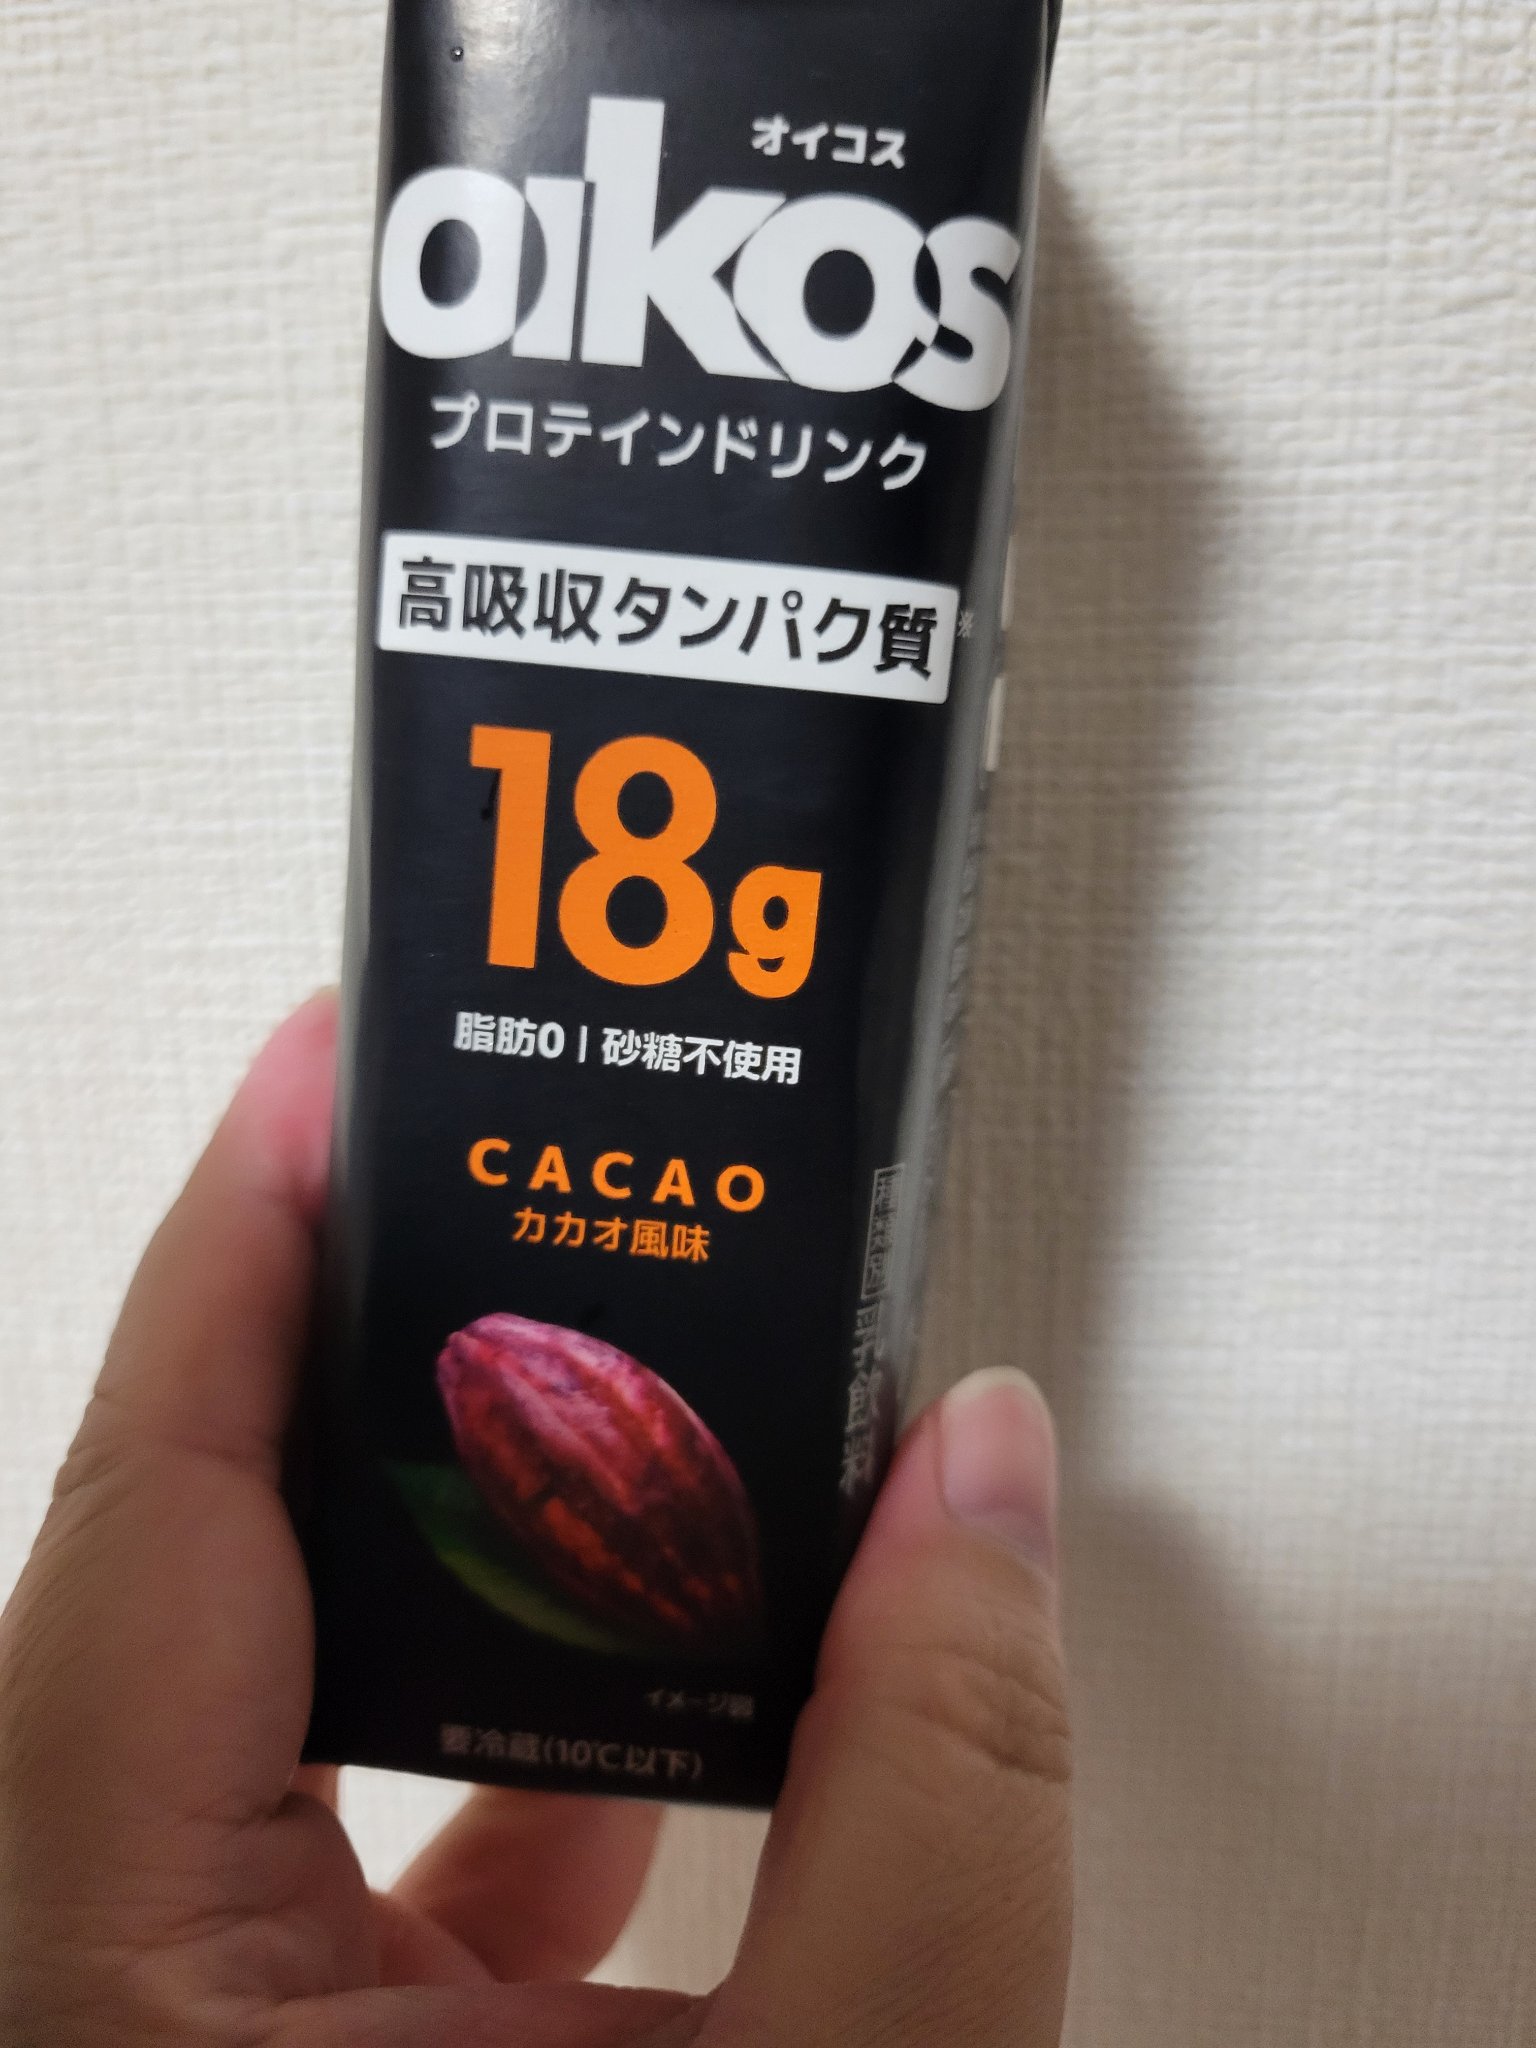 オイコス
oikos
プロテインドリンク
高吸収タンパク質※
18g
脂肪0 | 砂糖不使用
CACAO
カカオ風味
イメージ図
要冷蔵(10℃以下)